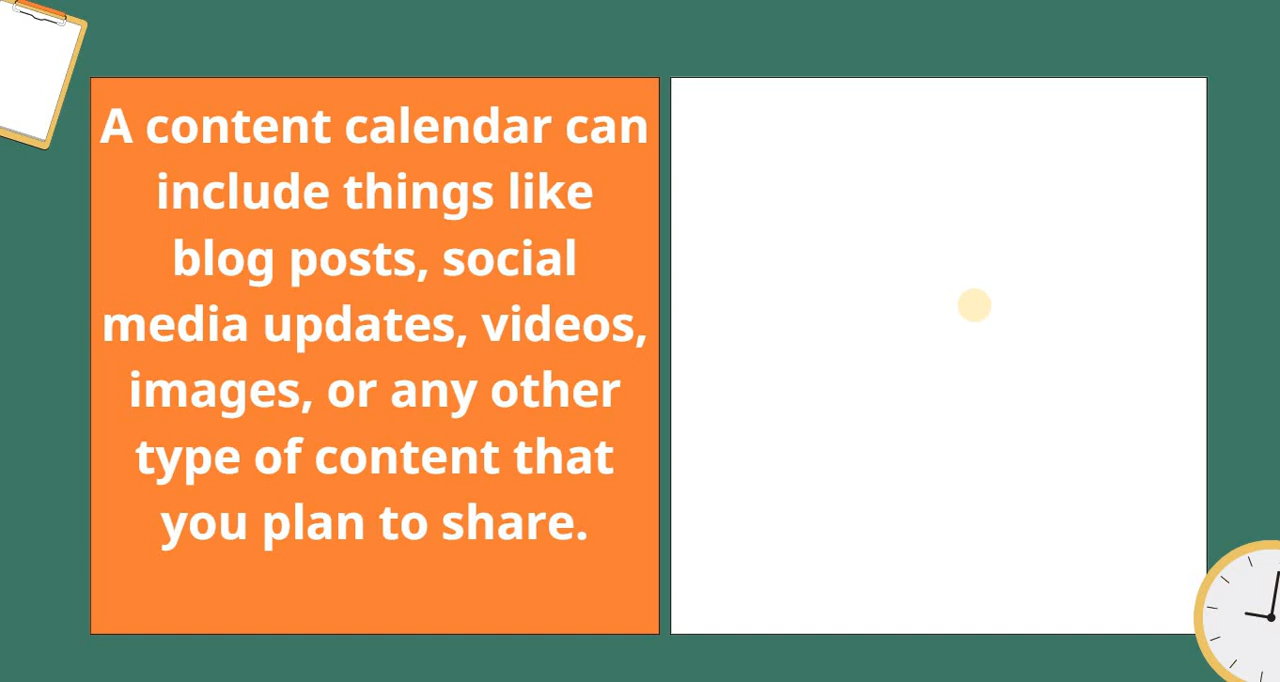 A content calendar can
include things like
blog posts, social
media updates, videos,
images, or any other
type of content that
you plan to share.